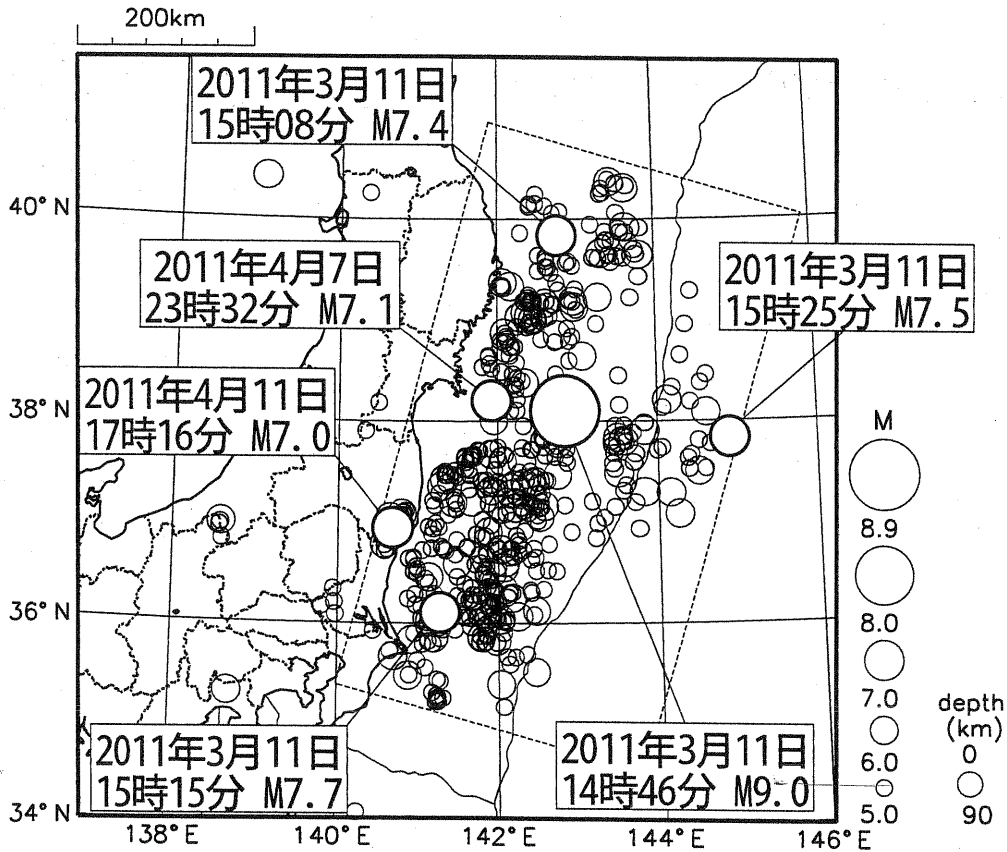 200km
2011年3月11日
15時08分 M7.4
40° N
2011年4月7日
23時32分 M7.1
2011年3月11日
15時25分 M7.5
2011年4月11日
17時16分 M7.0
38° N
M
8.9
8.0
36° N
7.0
depth
(km)
0
2011年3月11日
15時15分 M7.7
2011年3月11日
14時46分 M9.0
6.0
5.0
90
34° N
138° E
140° E
142° E
144° E
146° E